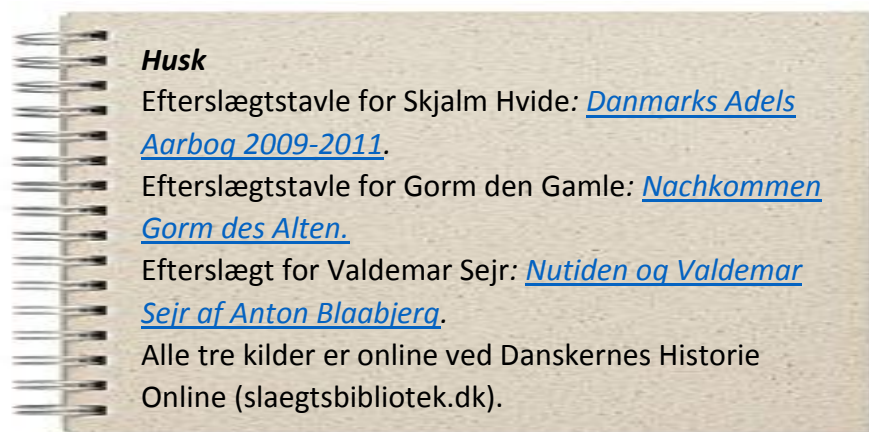 Husk
Efterslægtstavle for Skjalm Hvide: Danmarks Adels
Aarbog 2009-2011.
Efterslægtstavle for Gorm den Gamle: Nachkommen
Gorm des Alten.
Efterslægt for Valdemar Sejr: Nutiden og Valdemar
Sejr af Anton Blaabjerg.
Alle tre kilder er online ved Danskernes Historie
Online (slaegtsbibliotek.dk).